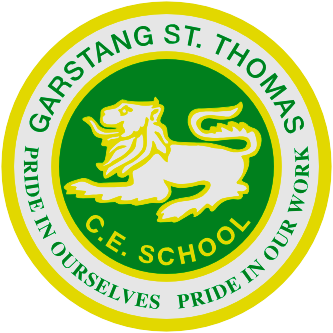 GARSTANG ST. THOMAS
C.E. SCHOOL
PRIDE IN OURSELVES
PRIDE IN OUR WORK